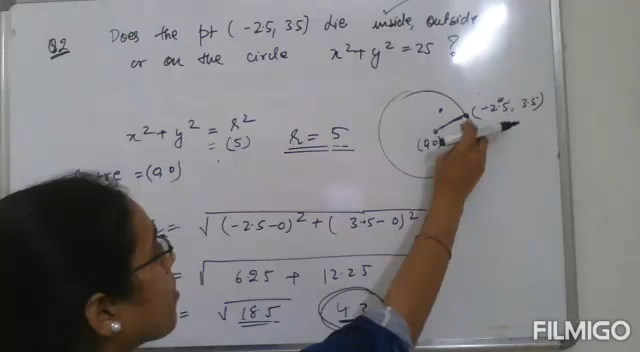 Q2 Does the pt (-2.5, 3.5) lie inside, outside
or on the circle x² + y² = 25 ?
(-2.5, 3.5)
x² + y² = r²
= (5)
r = 5
(0,0)
= (0,0)
= √(-2.5-0)² + (3.5-0)²
= √6.25 + 12.25
= √18.5
FILMIGO